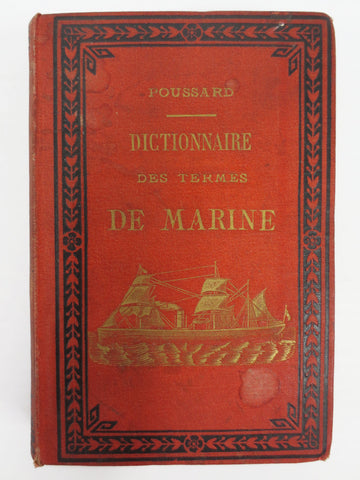 POUSSARD
DICTIONNAIRE
DES TERMES
DE MARINE